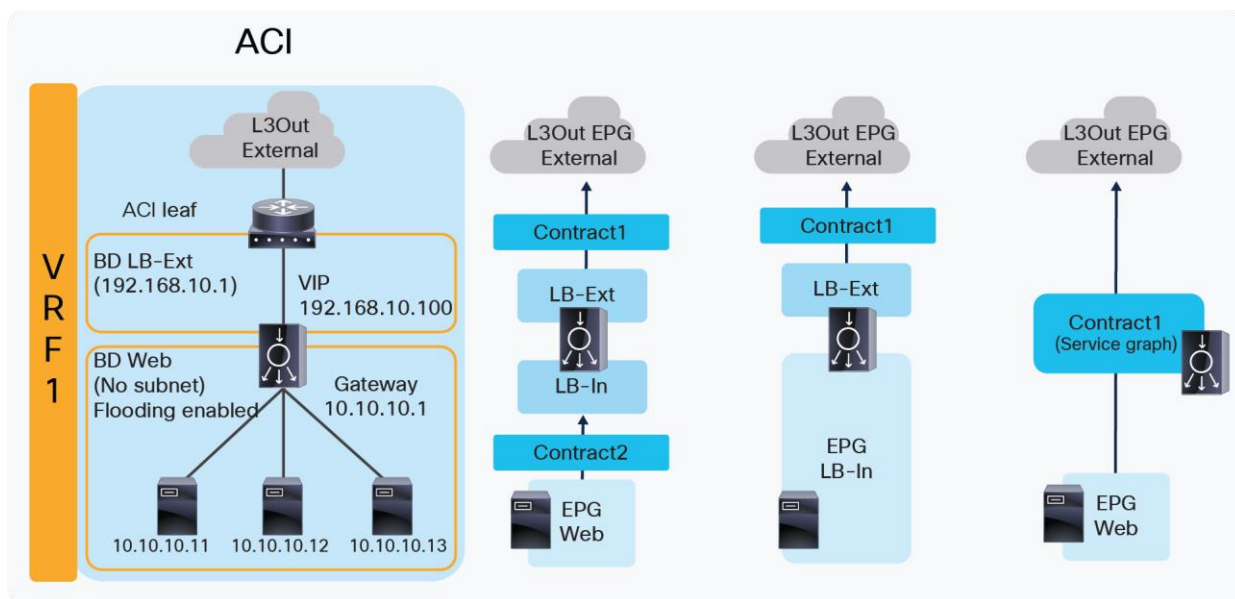 ACI
V
R
F
1
L3Out
External
ACI leaf
BD LB-Ext
(192.168.10.1)
VIP
192.168.10.100
BD Web
(No subnet)
Flooding enabled
Gateway
10.10.10.1
10.10.10.11
10.10.10.12
10.10.10.13
L3Out EPG
External
Contract1
LB-Ext
LB-In
Contract2
EPG
Web
L3Out EPG
External
Contract1
LB-Ext
EPG
LB-In
L3Out EPG
External
Contract1
(Service graph)
EPG
Web